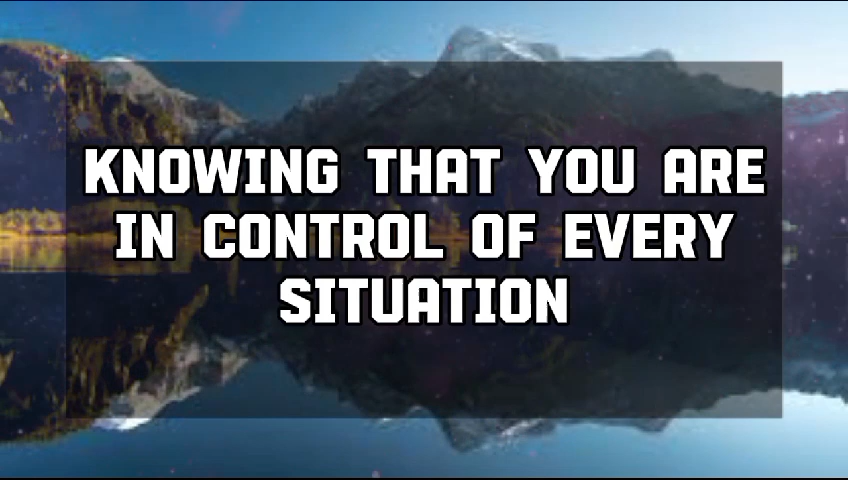 KNOWING THAT YOU ARE
IN CONTROL OF EVERY
SITUATION